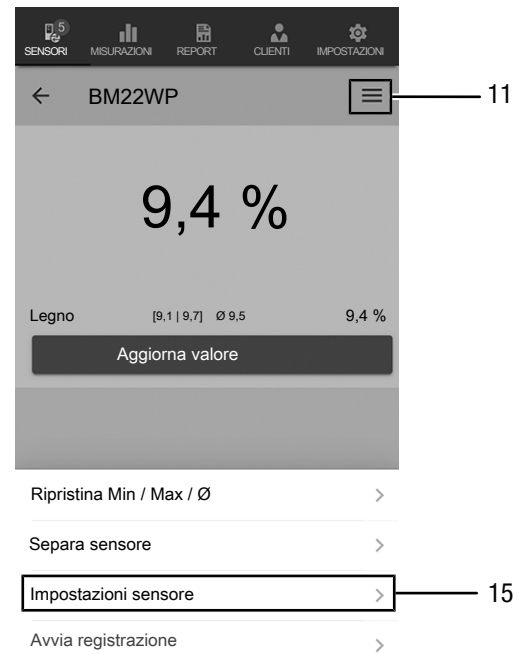 5
SENSORI MISURAZIONI REPORT CLIENTI IMPOSTAZIONI
BM22WP
11
9,4 %
Legno [9,1 | 9,7] Ø 9,5 9,4 %
Aggiorna valore
Ripristina Min / Max / Ø
Separa sensore
Impostazioni sensore
15
Avvia registrazione